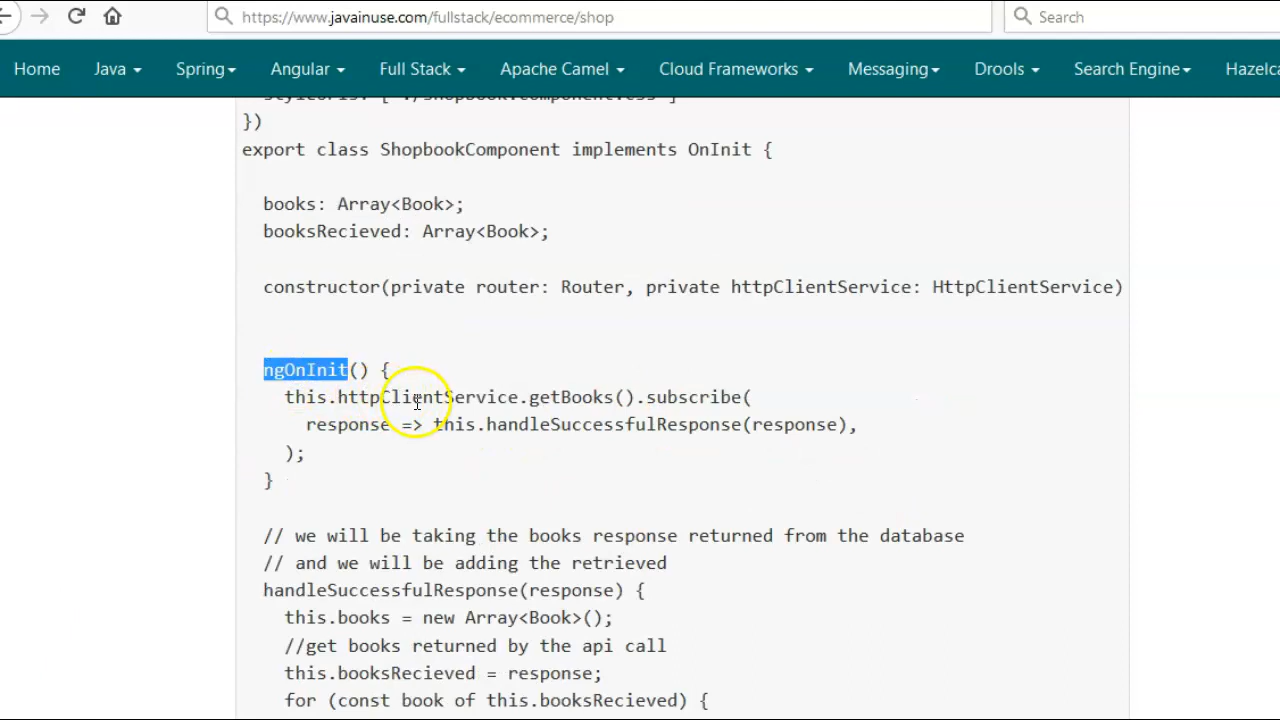 https://www.javainuse.com/fullstack/ecommerce/shop
Search
Home Java Spring Angular Full Stack Apache Camel Cloud Frameworks Messaging Drools Search Engine Hazelca
})
export class ShopbookComponent implements OnInit {
books: Array<Book>;
booksRecieved: Array<Book>;
constructor(private router: Router, private httpClientService: HttpClientService)
ngOnInit() {
this.httpClientService.getBooks().subscribe(
response => this.handleSuccessfulResponse(response),
);
}
// we will be taking the books response returned from the database
// and we will be adding the retrieved
handleSuccessfulResponse(response) {
this.books = new Array<Book>();
//get books returned by the api call
this.booksRecieved = response;
for (const book of this.booksRecieved) {